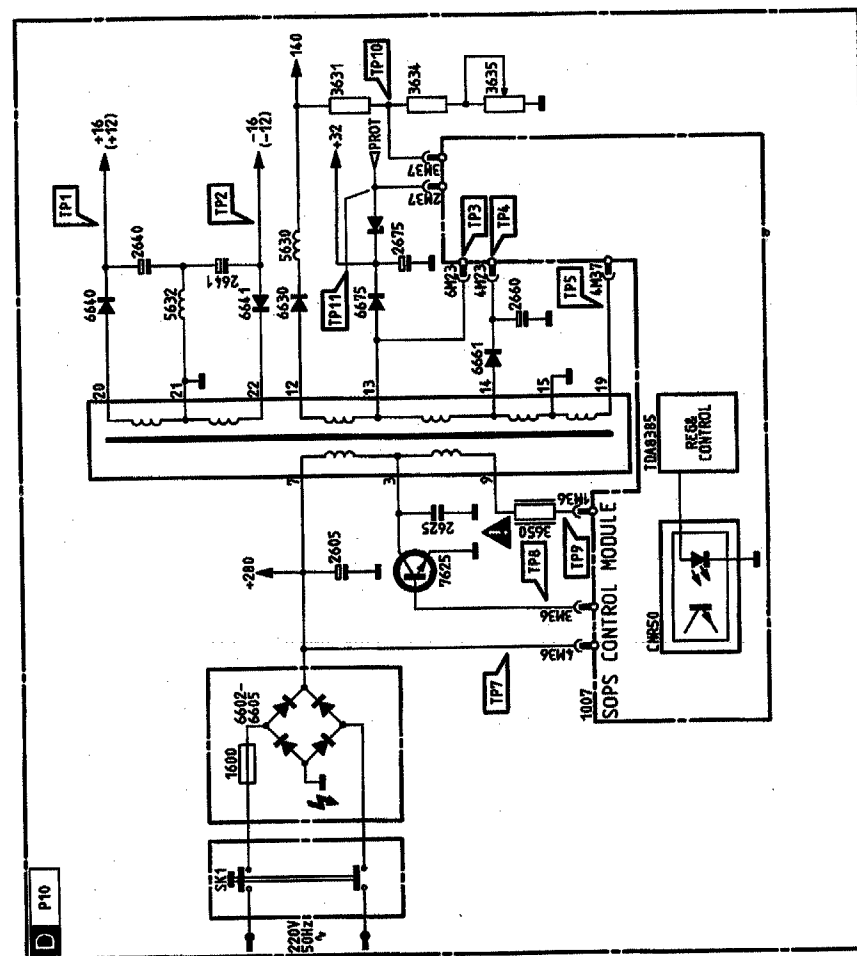 D P10
220V
50Hz
SK1
1600
6602-
6605
+280
2605
7625
2625
3650
1M36
3M36
4M36
TP7
TP8
TP9
7
3
9
20
21
22
12
13
14
15
19
6640
5632
6641
2640
2641
TP1
+16
(+12)
TP2
-16
(-12)
6630
5630
140
+32
TP11
6675
2675
PROT
TP10
3631
3634
3635
3M37
2M37
6M23
TP3
4M23
TP4
6661
2660
TP5
4M37
1007
SOPS CONTROL MODULE
CNR50
TDA8385
REG&
CONTROL